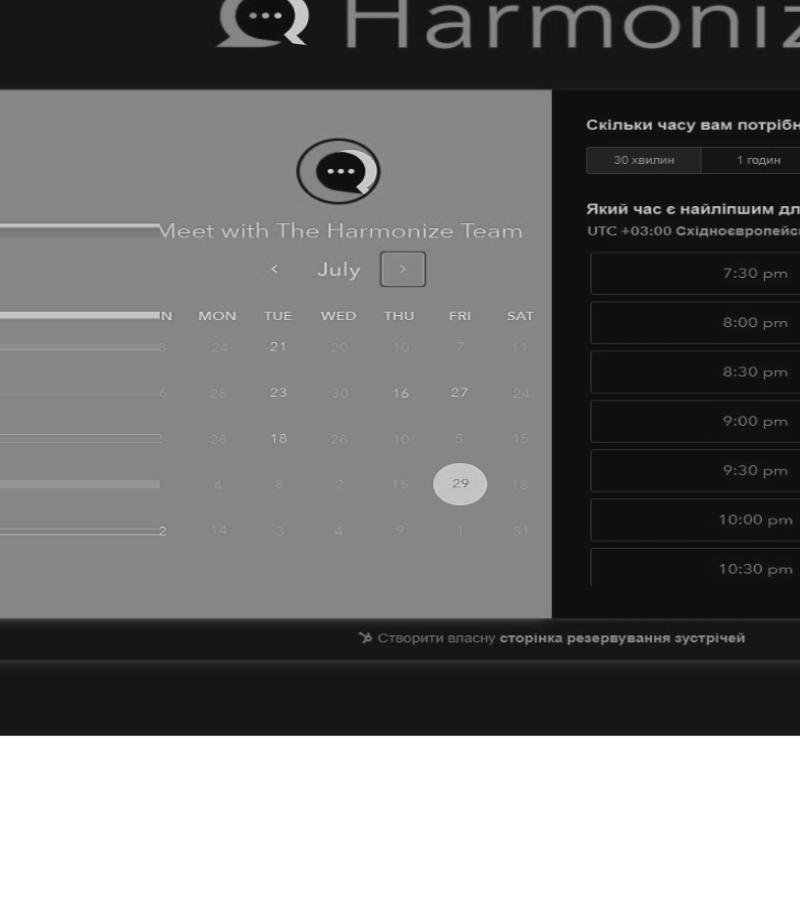 Harmoniz
Meet with The Harmonize Team
‹ July ›
N MON TUE WED THU FRI SAT
8 24 21 20 10 7 11
6 28 23 30 16 27 24
28 18 28 10 5 15
4 8 2 15 29 18
2 14 3 4 9 1 31
Скільки часу вам потрібн
30 хвилин 1 годин
Який час є найліпшим дл
UTC +03:00 Східноєвропейсь
7:30 pm
8:00 pm
8:30 pm
9:00 pm
9:30 pm
10:00 pm
10:30 pm
Створити власну сторінка резервування зустрічей